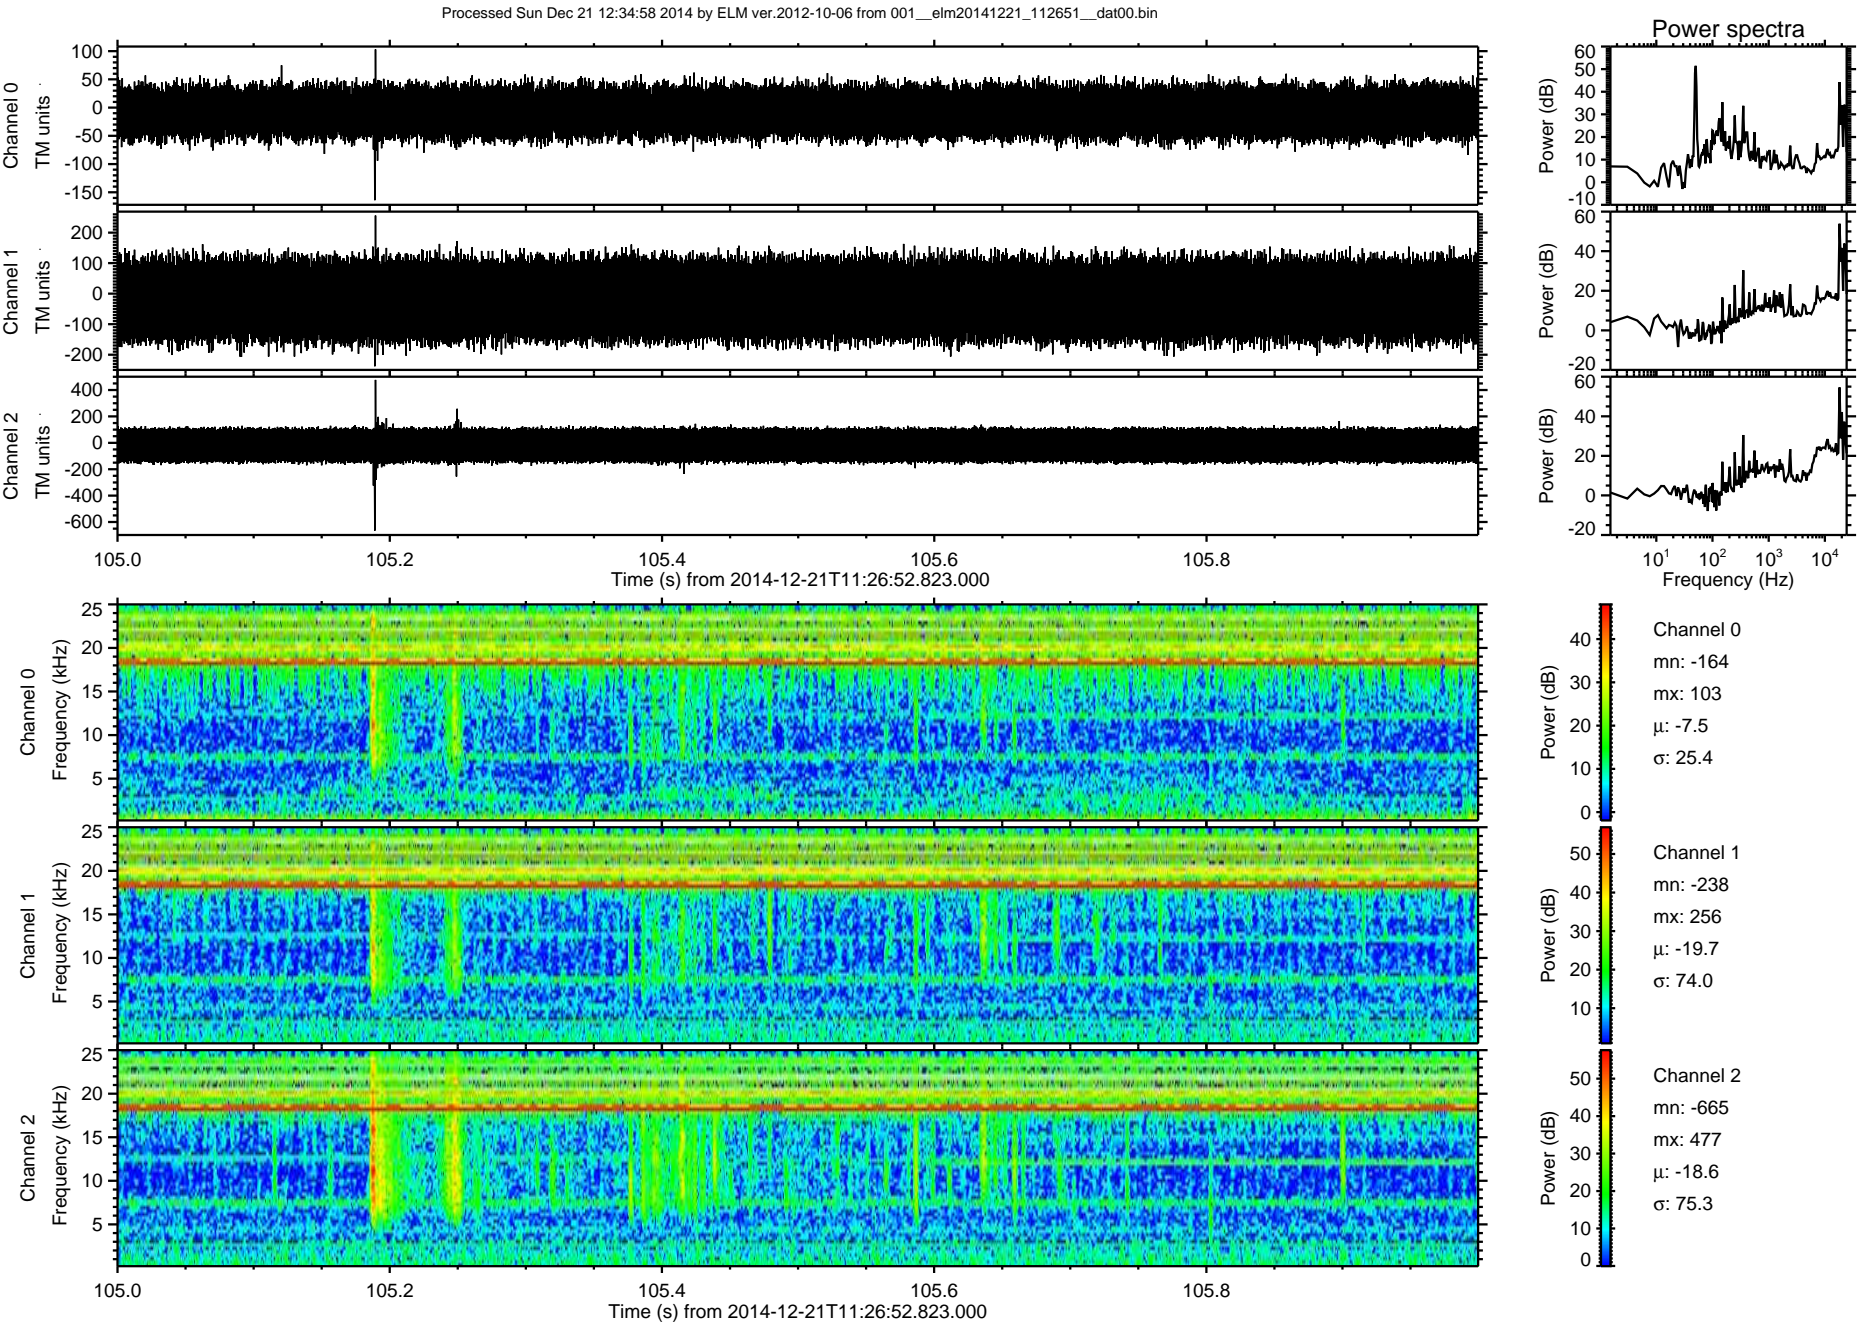 Processed Sun Dec 21 12:34:58 2014 by ELM ver.2012-10-06 from 001__elm20141221_112651__dat00.bin
Power spectra
Channel 0
TM units
100
50
0
-50
-100
-150
Power (dB)
60
50
40
30
20
10
0
-10
Channel 1
TM units
200
100
0
-100
-200
Power (dB)
60
40
20
0
-20
Channel 2
TM units
400
200
0
-200
-400
-600
Power (dB)
60
40
20
0
-20
105.0 105.2 105.4 105.6 105.8
Time (s) from 2014-12-21T11:26:52.823.000
10¹ 10² 10³ 10⁴
Frequency (Hz)
Channel 0
Frequency (kHz)
25
20
15
10
5
Power (dB)
40
30
20
10
0
Channel 0
mn: -164
mx: 103
μ: -7.5
σ: 25.4
Channel 1
Frequency (kHz)
25
20
15
10
5
Power (dB)
50
40
30
20
10
Channel 1
mn: -238
mx: 256
μ: -19.7
σ: 74.0
Channel 2
Frequency (kHz)
25
20
15
10
5
Power (dB)
50
40
30
20
10
0
Channel 2
mn: -665
mx: 477
μ: -18.6
σ: 75.3
105.0 105.2 105.4 105.6 105.8
Time (s) from 2014-12-21T11:26:52.823.000